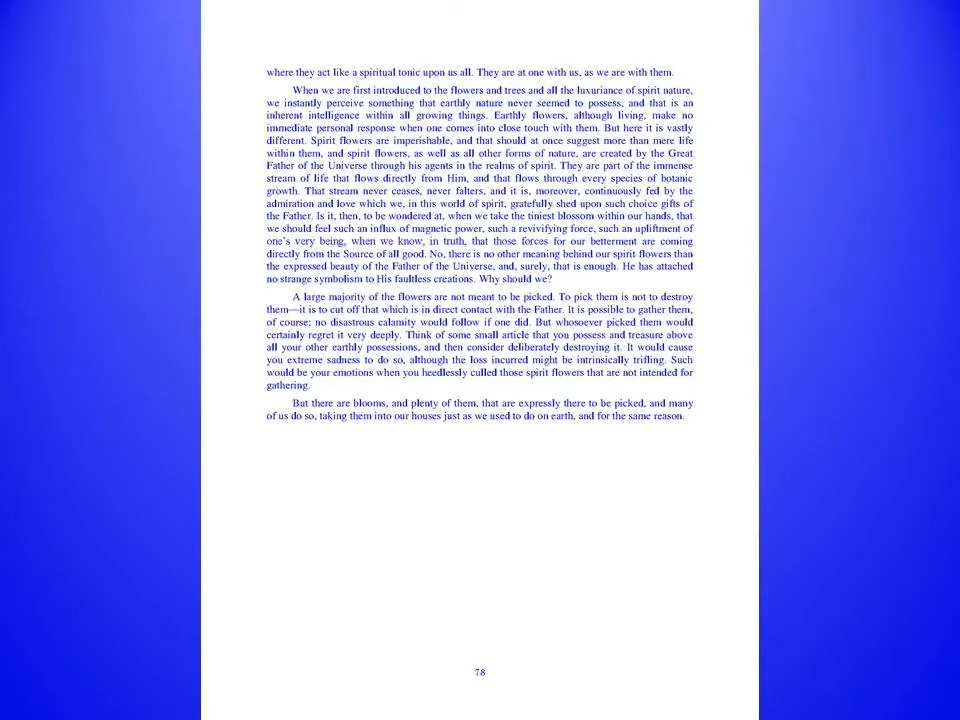 where they act like a spiritual tonic upon us all. They are at one with us, as we are with them.
When we are first introduced to the flowers and trees and all the luxuriance of spirit nature,
we instantly perceive something that earthly nature never seemed to possess, and that is an
inherent intelligence within all growing things. Earthly flowers, although living, make no
immediate personal response when one comes into close touch with them. But here it is vastly
different. Spirit flowers are imperishable, and that should at once suggest more than mere life
within them, and spirit flowers, as well as all other forms of nature, are created by the Great
Father of the Universe through his agents in the realms of spirit. They are part of the immense
stream of life that flows directly from Him, and that flows through every species of botanic
growth. That stream never ceases, never falters, and it is, moreover, continuously fed by the
admiration and love which we, in this world of spirit, gratefully shed upon such choice gifts of
the Father. Is it, then, to be wondered at, when we take the tiniest blossom within our hands, that
we should feel such an influx of magnetic power, such a revivifying force, such an upliftment of
one’s very being, when we know, in truth, that those forces for our betterment are coming
directly from the Source of all good. No, there is no other meaning behind our spirit flowers than
the expressed beauty of the Father of the Universe, and, surely, that is enough. He has attached
no strange symbolism to His faultless creations. Why should we?
A large majority of the flowers are not meant to be picked. To pick them is not to destroy
them—it is to cut off that which is in direct contact with the Father. It is possible to gather them,
of course; no disastrous calamity would follow if one did. But whosoever picked them would
certainly regret it very deeply. Think of some small article that you possess and treasure above
all your other earthly possessions, and then consider deliberately destroying it. It would cause
you extreme sadness to do so, although the loss incurred might be intrinsically trifling. Such
would be your emotions when you heedlessly culled those spirit flowers that are not intended for
gathering.
But there are blooms, and plenty of them, that are expressly there to be picked, and many
of us do so, taking them into our houses just as we used to do on earth, and for the same reason.
78